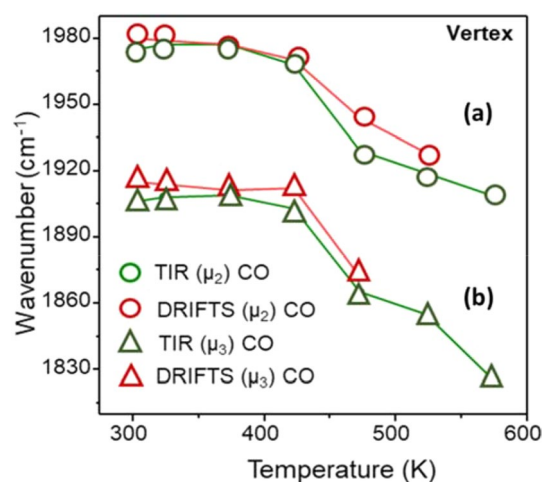 Vertex
1980
(a)
1950
1920
1890
1860
1830
Wavenumber (cm⁻¹)
TIR (μ₂) CO
DRIFTS (μ₂) CO
(b)
TIR (μ₃) CO
DRIFTS (μ₃) CO
300
400
500
600
Temperature (K)